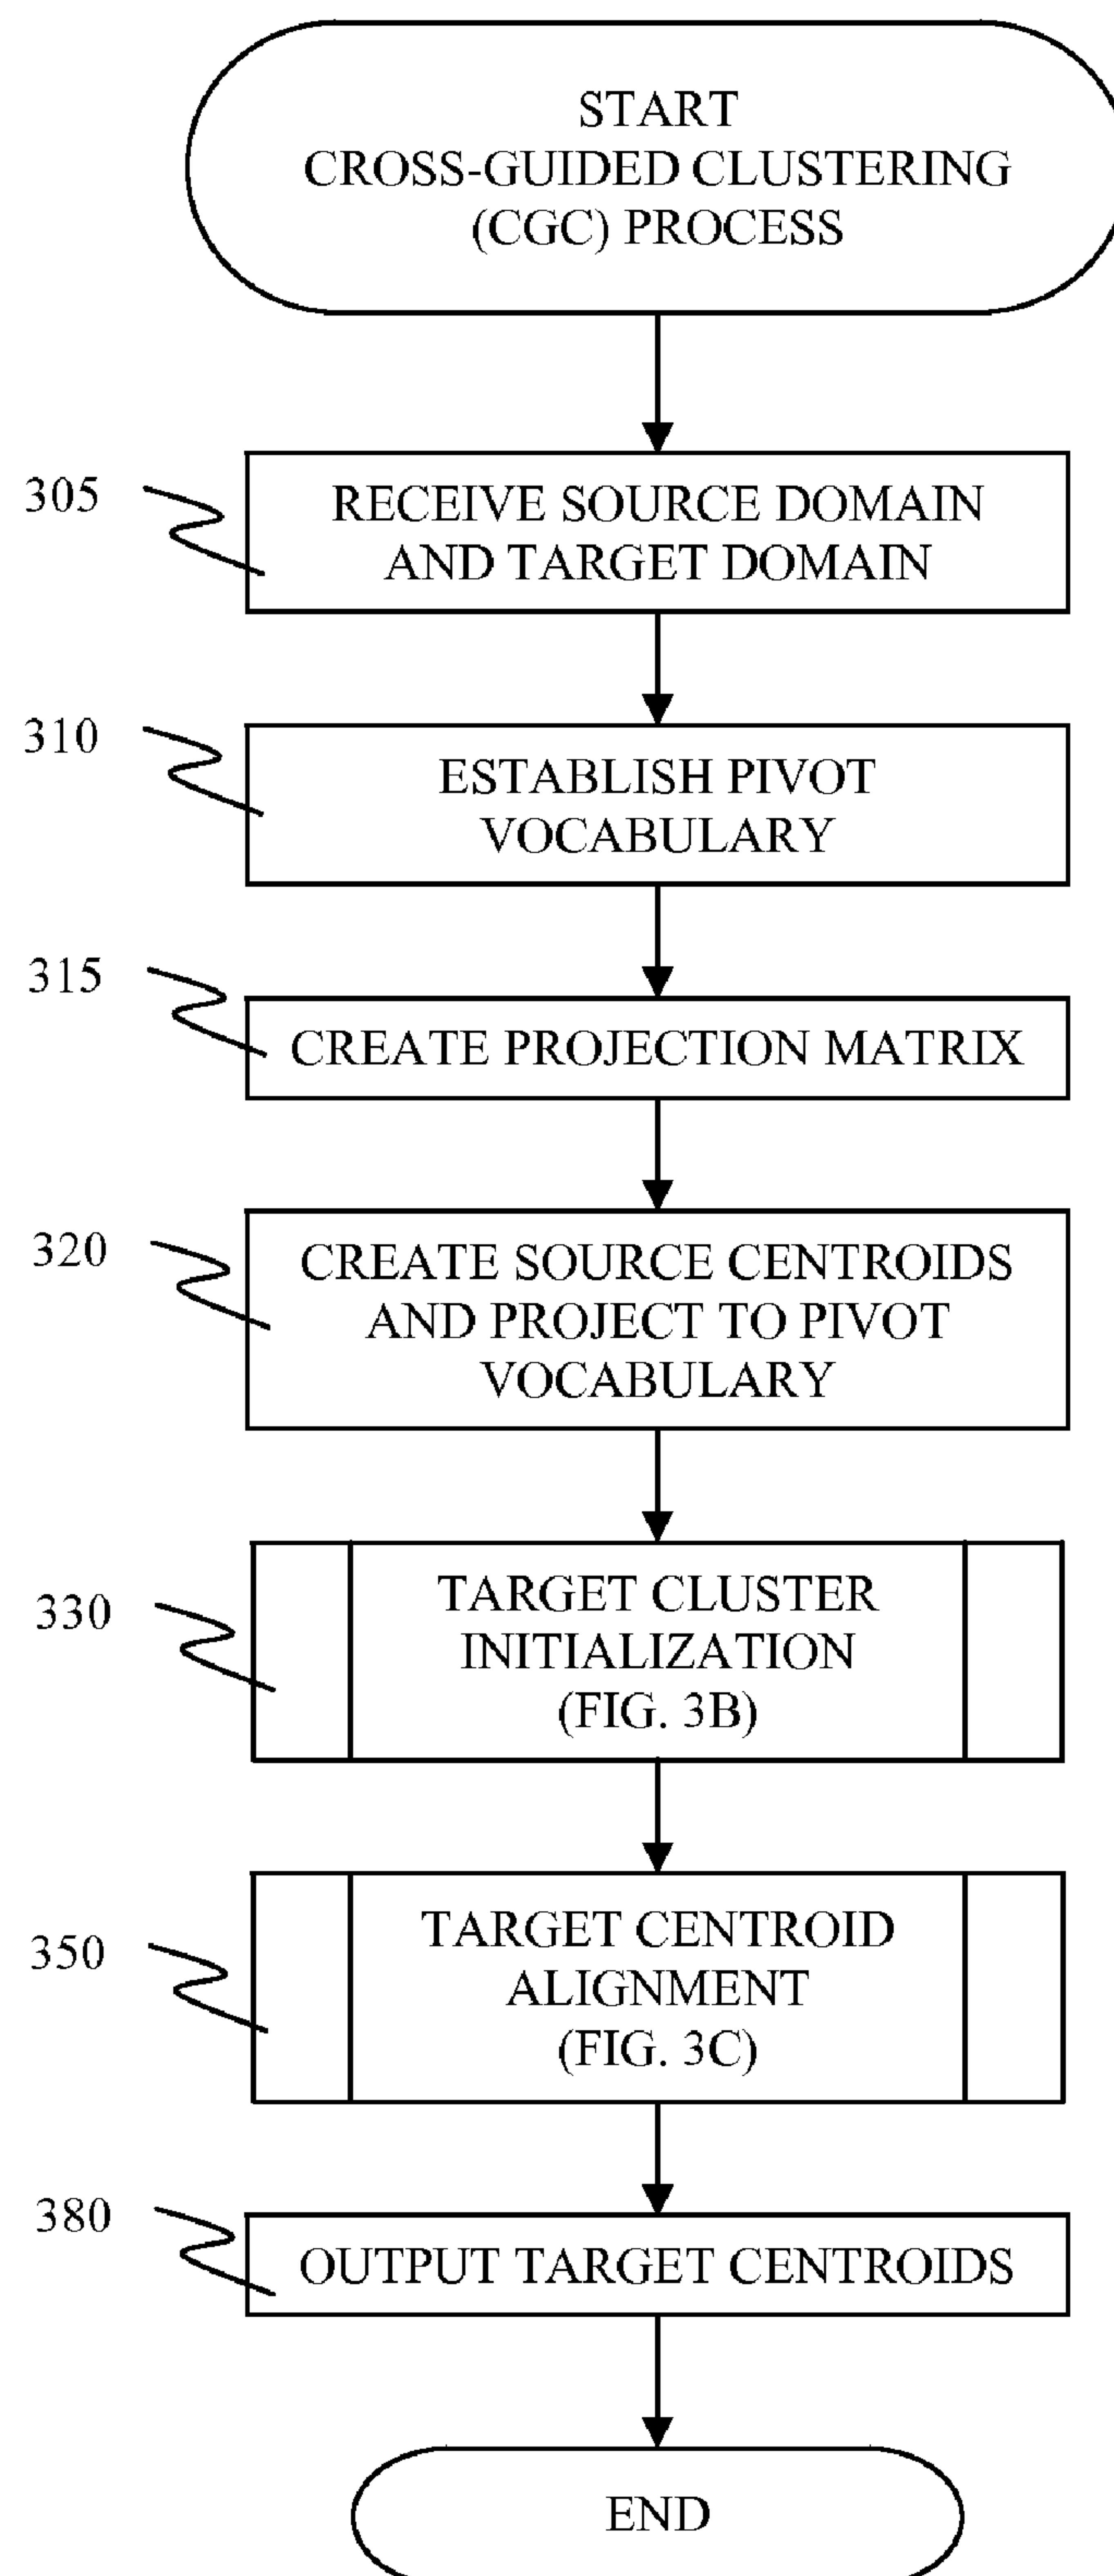 START
CROSS-GUIDED CLUSTERING
(CGC) PROCESS
305
RECEIVE SOURCE DOMAIN
AND TARGET DOMAIN
310
ESTABLISH PIVOT
VOCABULARY
315
CREATE PROJECTION MATRIX
320
CREATE SOURCE CENTROIDS
AND PROJECT TO PIVOT
VOCABULARY
330
TARGET CLUSTER
INITIALIZATION
(FIG. 3B)
350
TARGET CENTROID
ALIGNMENT
(FIG. 3C)
380
OUTPUT TARGET CENTROIDS
END